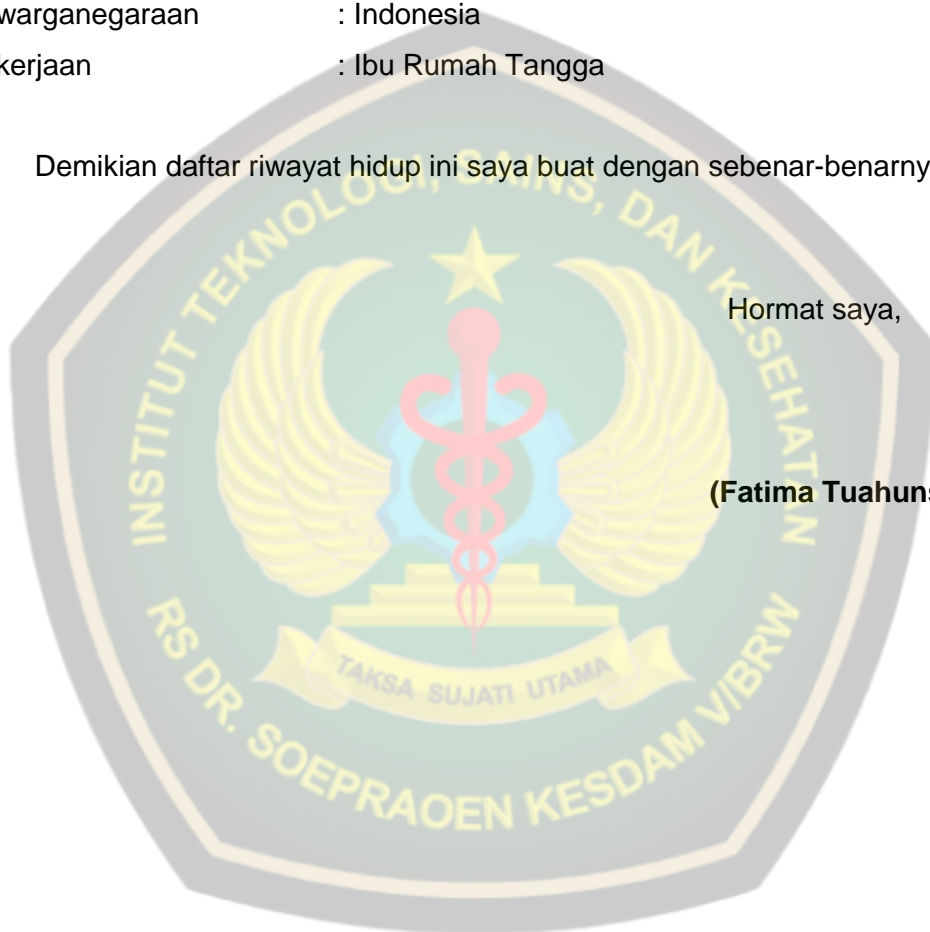 warganegaraan : Indonesia
kerjaan : Ibu Rumah Tangga
Demikian daftar riwayat hidup ini saya buat dengan sebenar-benarny
Hormat saya,
(Fatima Tuahuns
INSTITUT TEKNOLOGI, SAINS, DAN KESEHATAN
TAKSA SUJATI UTAMA
RS DR. SOEPRAOEN KESDAM V/BRW